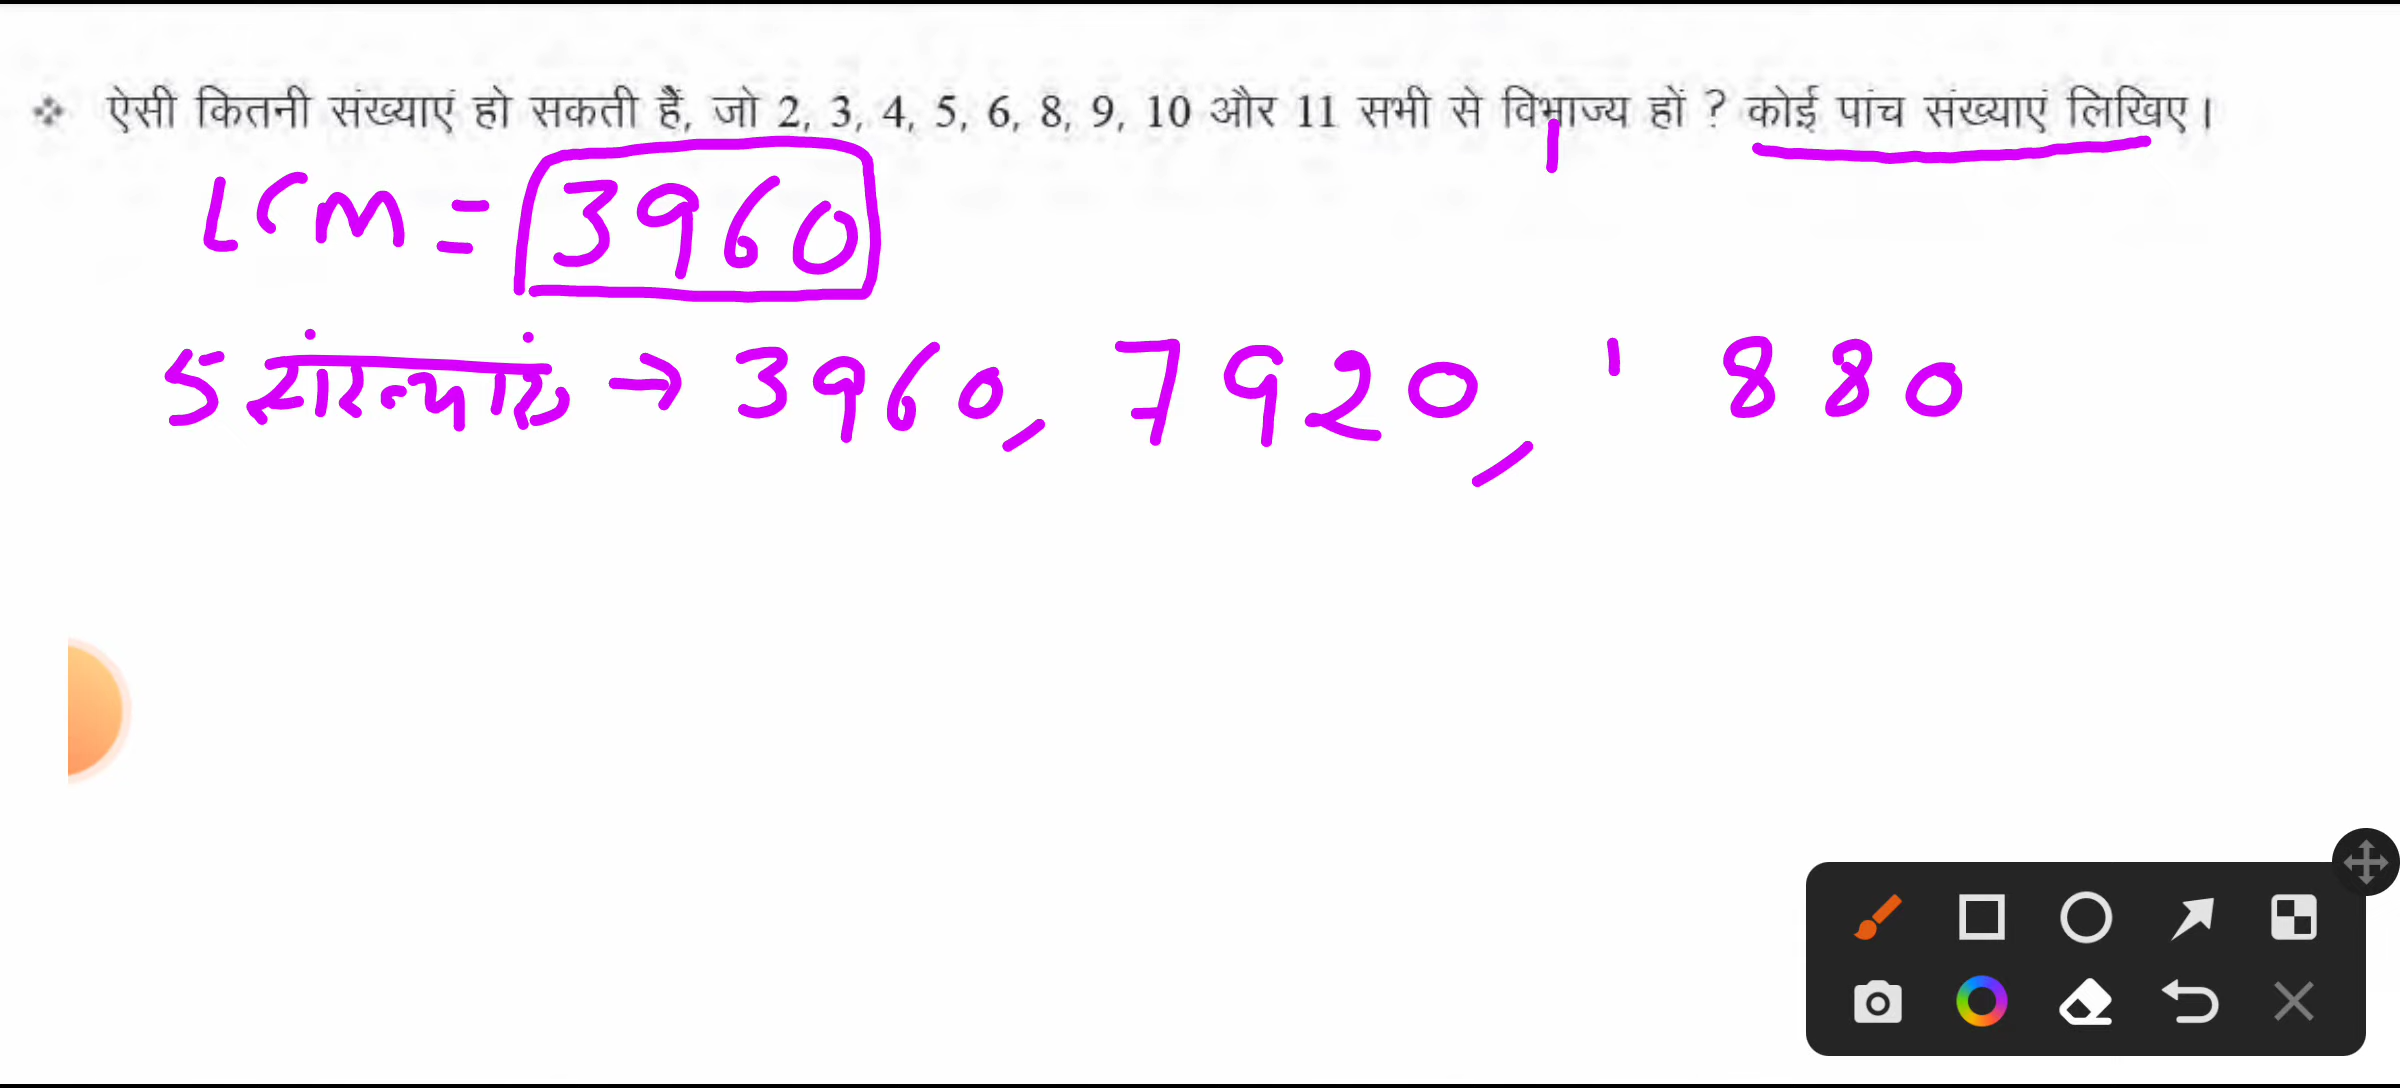 ❖ ऐसी कितनी संख्याएं हो सकती हैं, जो 2, 3, 4, 5, 6, 8, 9, 10 और 11 सभी से विभाज्य हों ? कोई पांच संख्याएं लिखिए।
LCM = 3960
5 संख्याएं → 3960, 7920, 1 880